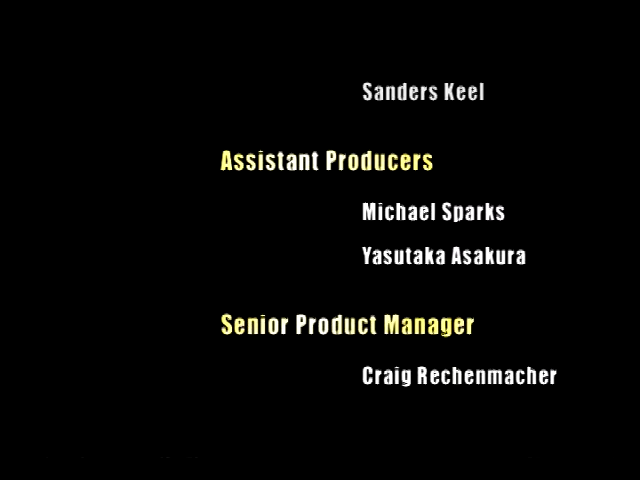 Sanders Keel
Assistant Producers
Michael Sparks
Yasutaka Asakura
Senior Product Manager
Craig Rechenmacher